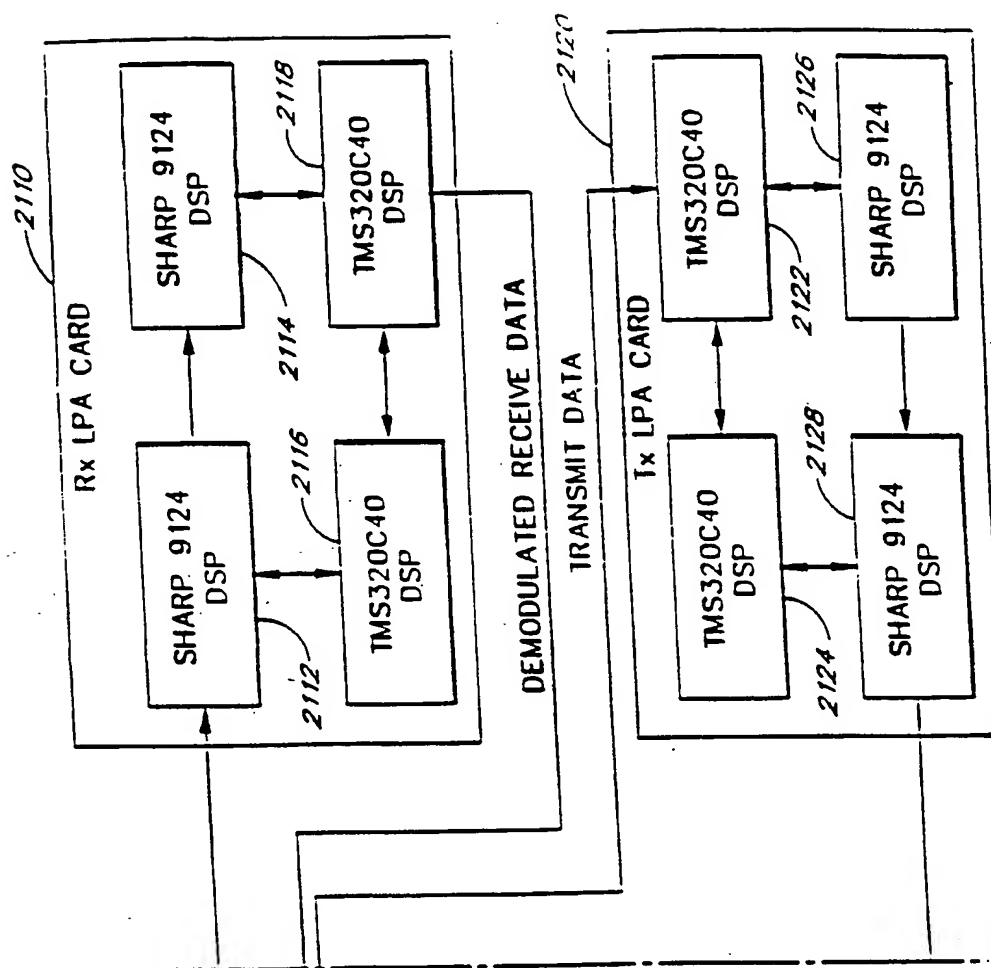 2110
Rx LPA CARD
SHARP 9124
DSP
2112
SHARP 9124
DSP
2114
TMS320C40
DSP
2116
TMS320C40
DSP
2118
DEMODULATED RECEIVE DATA
TRANSMIT DATA
2120
Tx LPA CARD
TMS320C40
DSP
2124
TMS320C40
DSP
2122
SHARP 9124
DSP
2128
SHARP 9124
DSP
2126